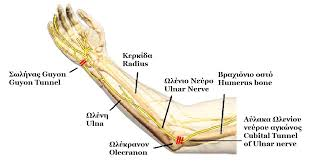 Κερκίδα
Radius
Σωλήνας Guyon
Guyon Tunnel
Ωλένιο Νεύρο
Ulnar Nerve
Βραχιόνιο οστό
Humerus bone
Ωλένη
Ulna
Αύλακα Ωλενίου
νεύρου αγκώνος
Cubital Tunnel
of Ulnar nerve
Ωλέκρανον
Olecranon